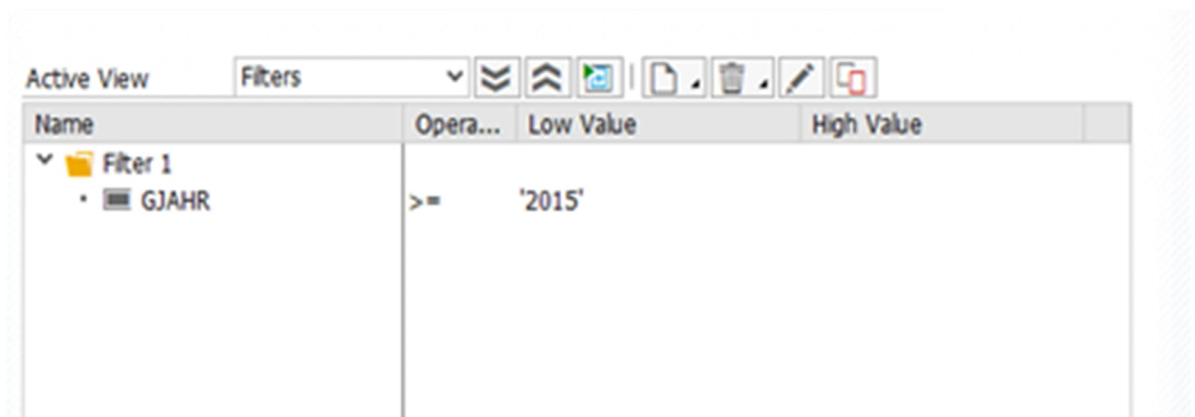 Active View Filters
Name Opera... Low Value High Value
Filter 1
GJAHR >= '2015'